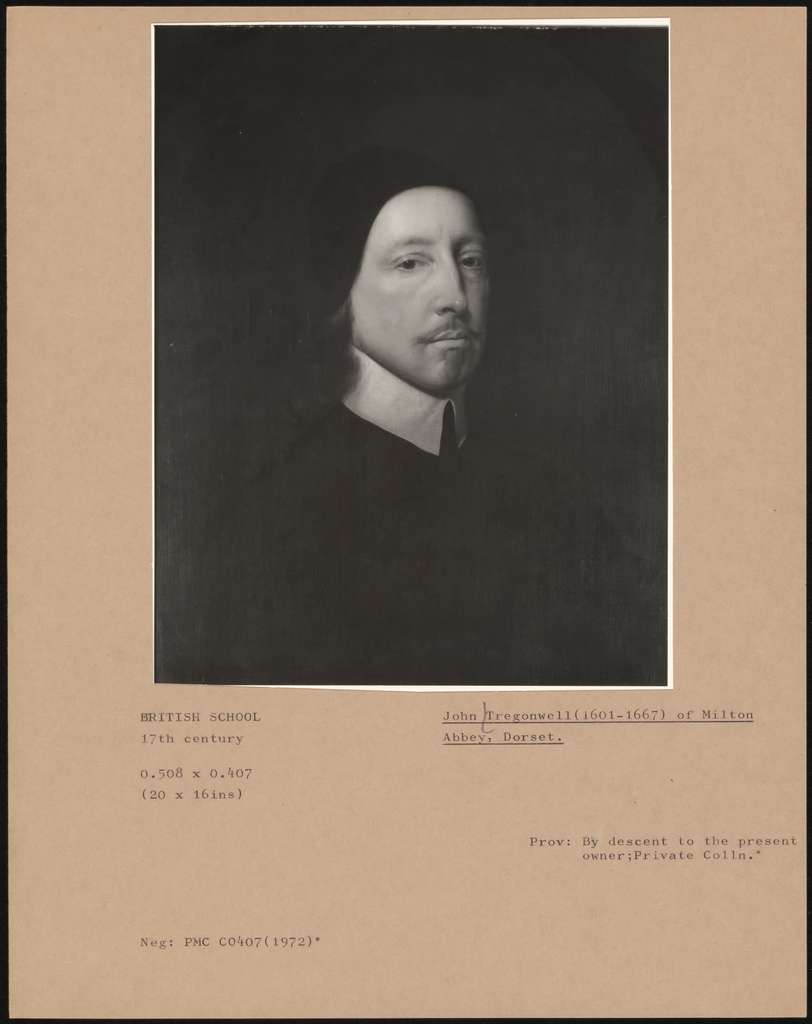 BRITISH SCHOOL
17th century
0.508 x 0.407
(20 x 16ins)
John Tregonwell(1601-1667) of Milton
Abbey, Dorset.
Prov: By descent to the present
owner;Private Colln.*
Neg: PMC C0407(1972)*